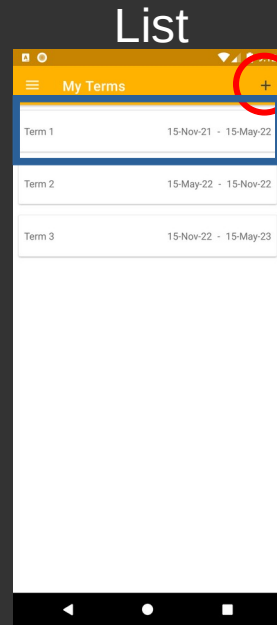 List
My Terms +
Term 1 15-Nov-21 - 15-May-22
Term 2 15-May-22 - 15-Nov-22
Term 3 15-Nov-22 - 15-May-23